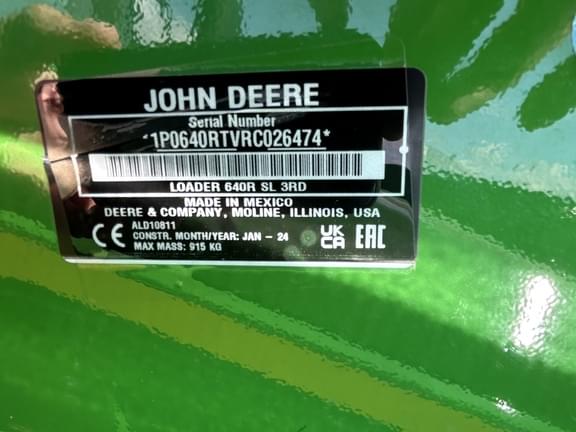 JOHN DEERE
Serial Number
*1P0640RTVRC026474*
LOADER 640R SL 3RD
MADE IN MEXICO
DEERE & COMPANY, MOLINE, ILLINOIS, USA
ALD10811
CE CONSTR. MONTH/YEAR: JAN - 24 UK CA EAC
MAX MASS: 915 KG